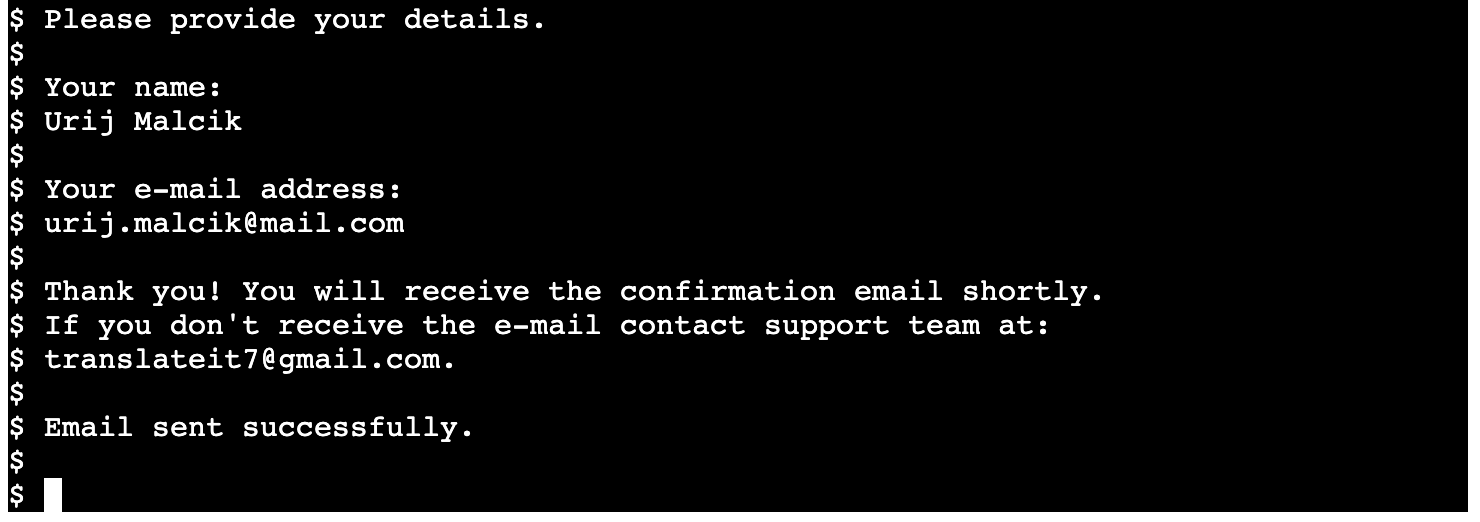 $ Please provide your details.
$
$ Your name:
$ Urij Malcik
$
$ Your e-mail address:
$ urij.malcik@mail.com
$
$ Thank you! You will receive the confirmation email shortly.
$ If you don't receive the e-mail contact support team at:
$ translateit7@gmail.com.
$
$ Email sent successfully.
$
$